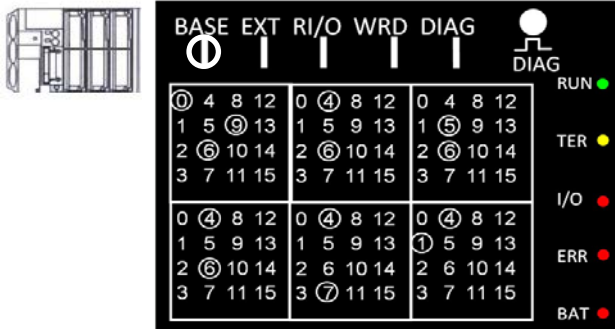 BASE EXT RI/O WRD DIAG
DIAG
RUN
TER
I/O
ERR
BAT
0 4 8 12 0 4 8 12 0 4 8 12
1 5 9 13 1 5 9 13 1 5 9 13
2 6 10 14 2 6 10 14 2 6 10 14
3 7 11 15 3 7 11 15 3 7 11 15
0 4 8 12 0 4 8 12 0 4 8 12
1 5 9 13 1 5 9 13 1 5 9 13
2 6 10 14 2 6 10 14 2 6 10 14
3 7 11 15 3 7 11 15 3 7 11 15